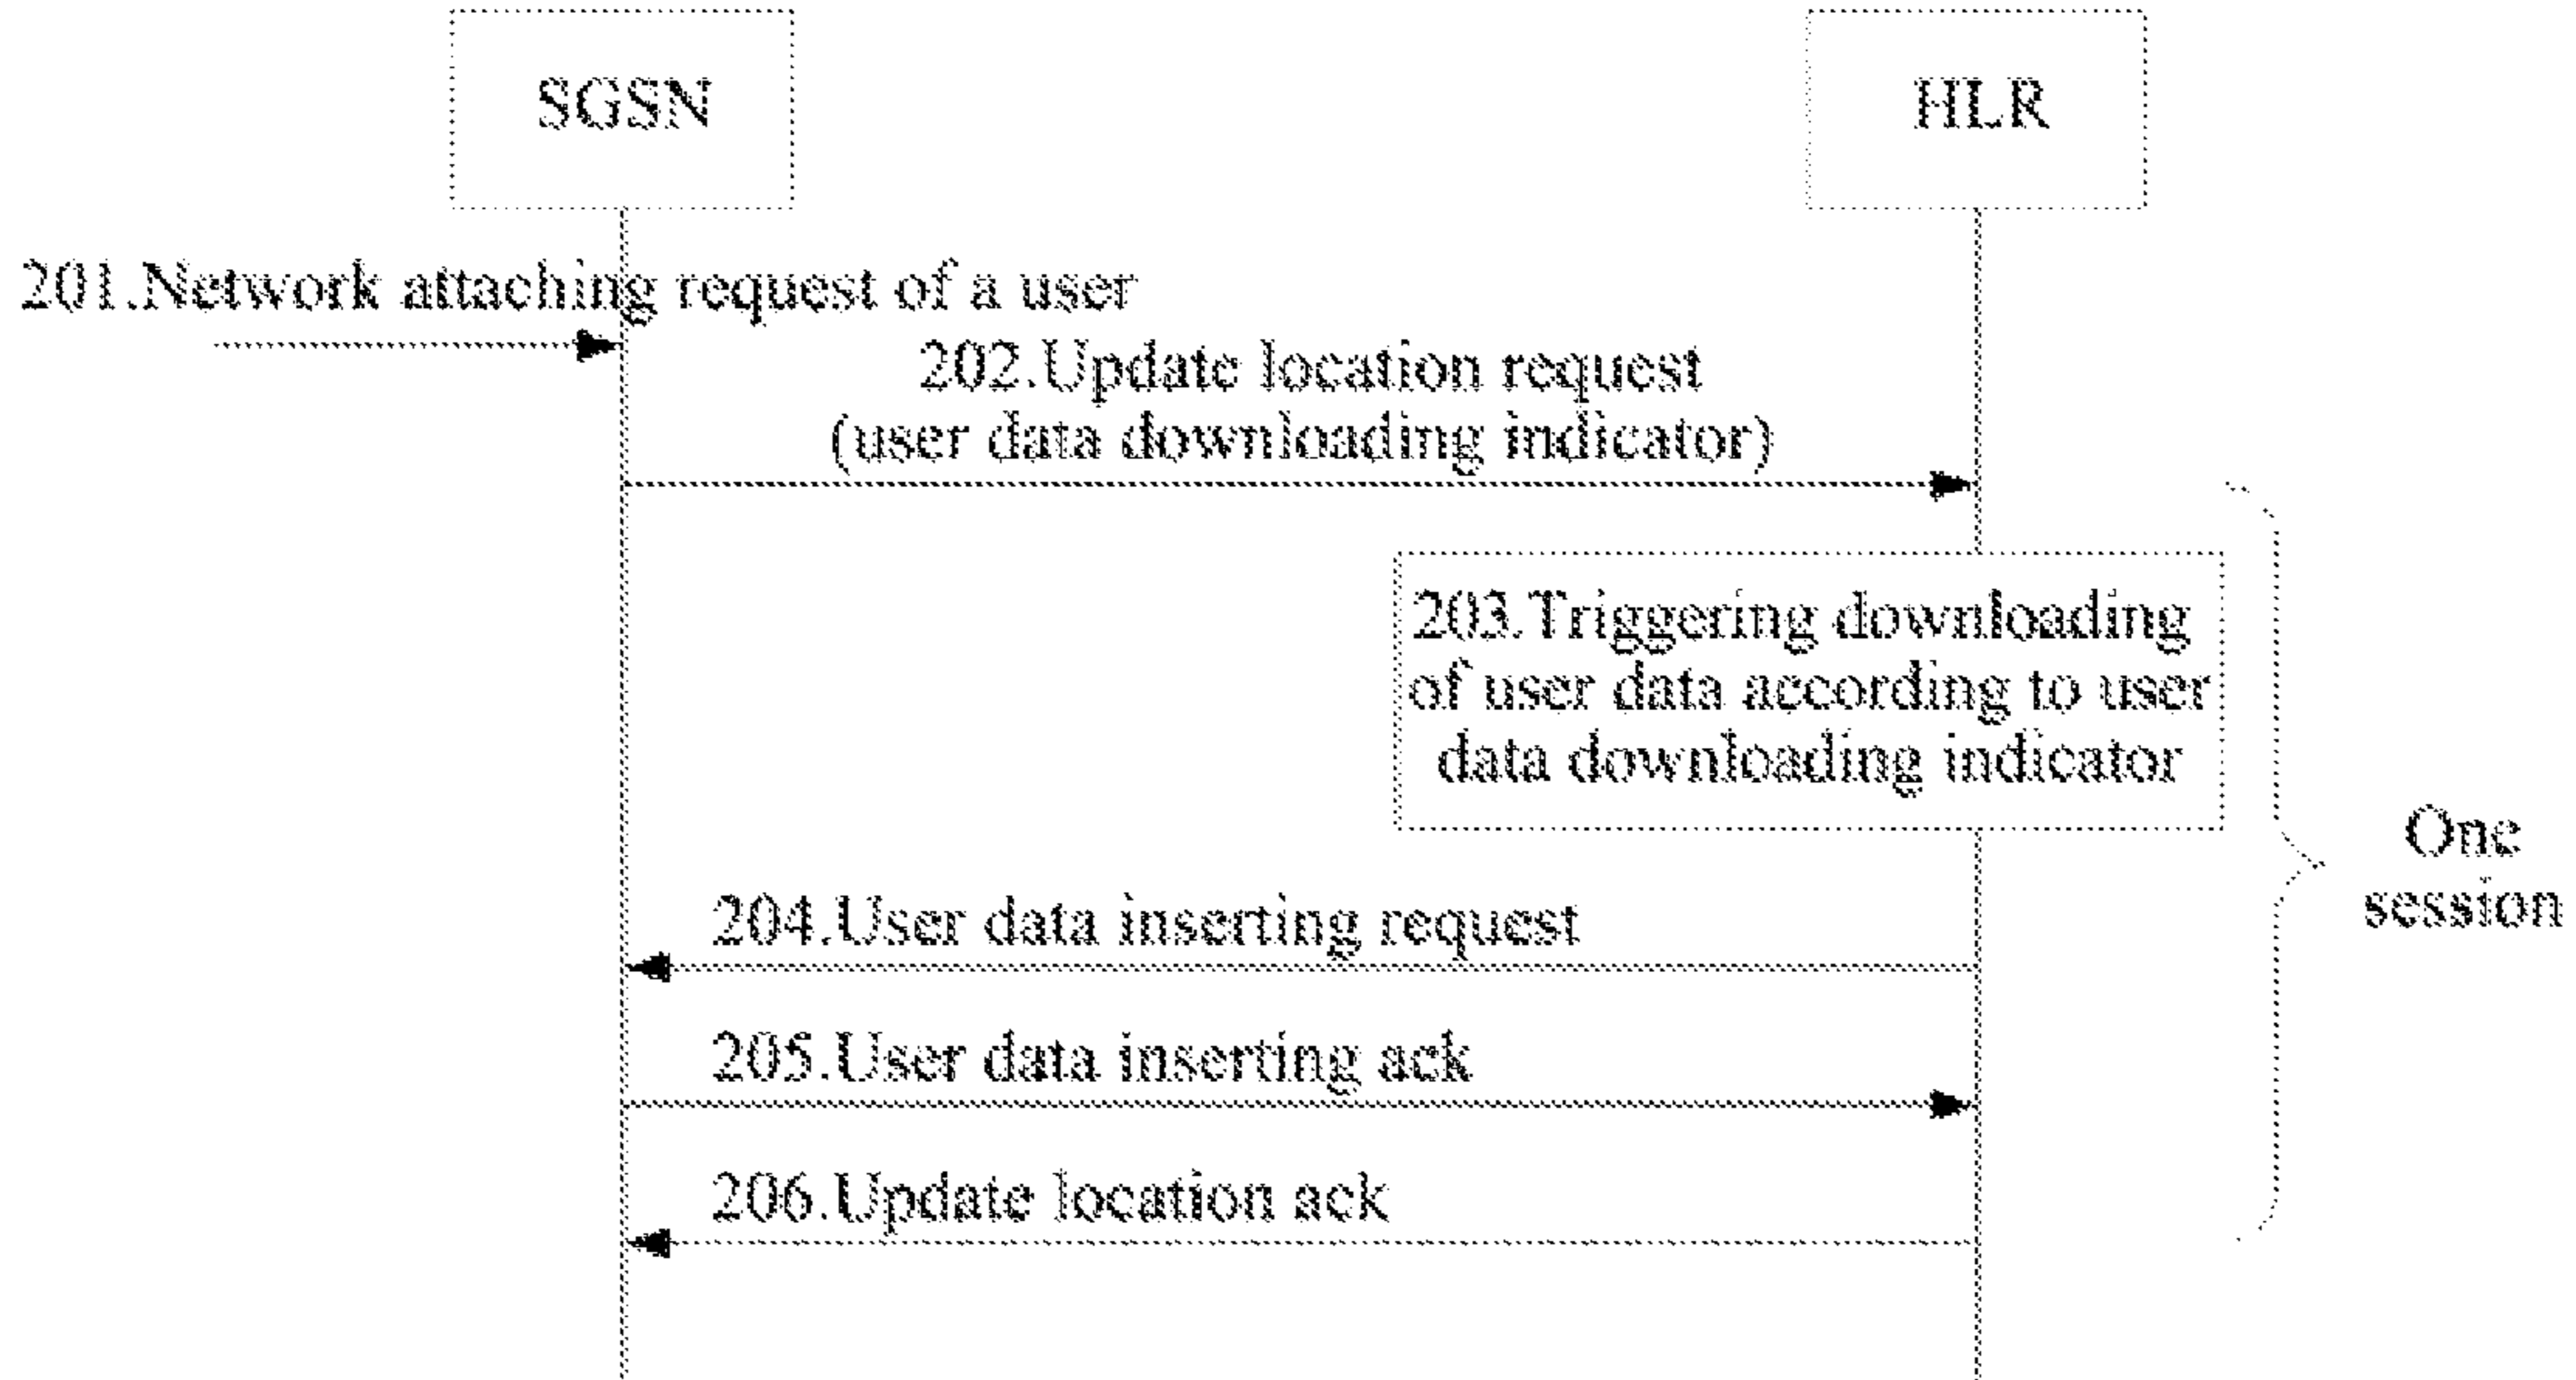 SGSN
HLR
201.Network attaching request of a user
202.Update location request
(user data downloading indicator)
203.Triggering downloading
of user data according to user
data downloading indicator
One
session
204.User data inserting request
205.User data inserting ack
206.Update location ack